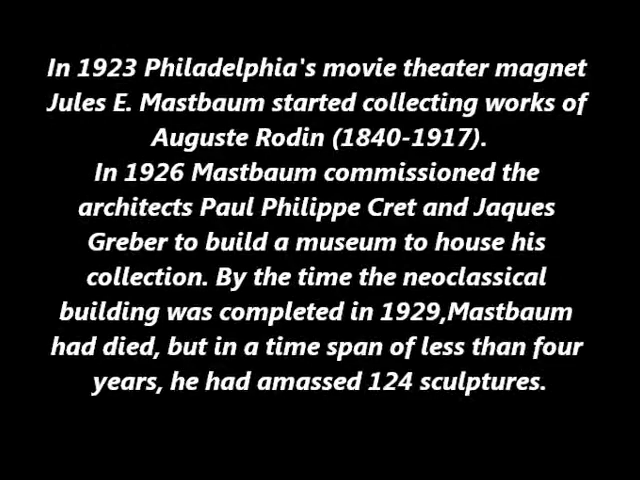 In 1923 Philadelphia's movie theater magnet
Jules E. Mastbaum started collecting works of
Auguste Rodin (1840-1917).
In 1926 Mastbaum commissioned the
architects Paul Philippe Cret and Jaques
Greber to build a museum to house his
collection. By the time the neoclassical
building was completed in 1929,Mastbaum
had died, but in a time span of less than four
years, he had amassed 124 sculptures.